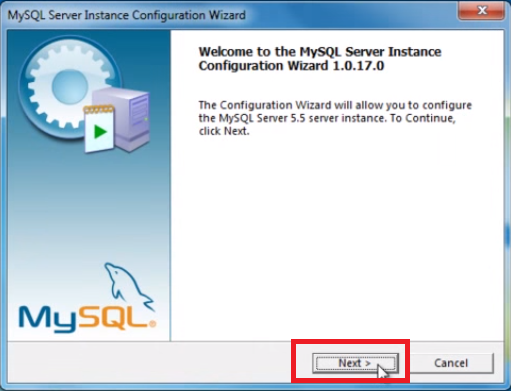 MySQL Server Instance Configuration Wizard
Welcome to the MySQL Server Instance
Configuration Wizard 1.0.17.0
The Configuration Wizard will allow you to configure
the MySQL Server 5.5 server instance. To Continue,
click Next.
MySQL®
Next >
Cancel